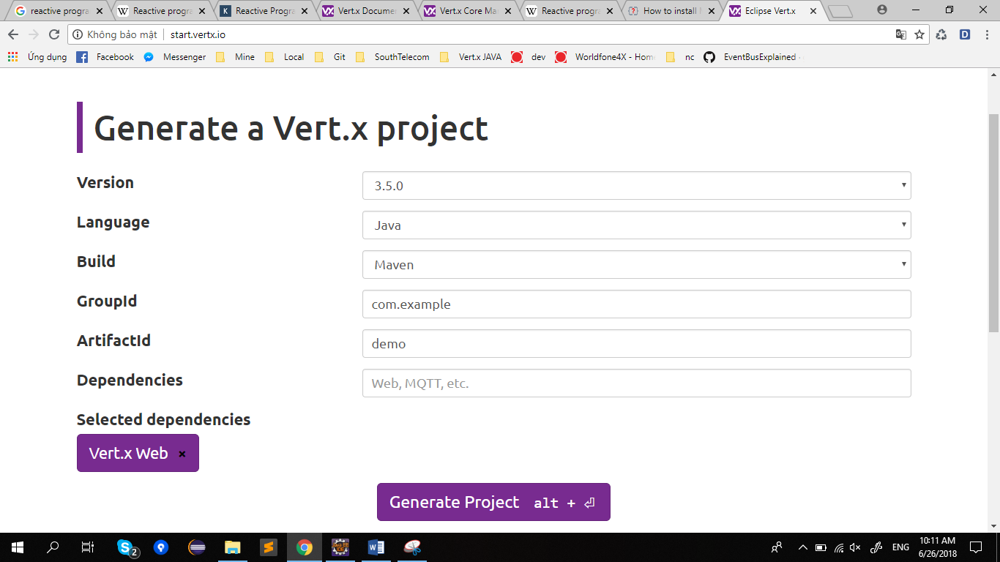 reactive progra
Reactive progra
Reactive Progra
Vert.x Documen
Vert.x Core Ma
Reactive progra
How to install
Eclipse Vert.x
Không bảo mật
start.vertx.io
Ứng dụng
Facebook
Messenger
Mine
Local
Git
SouthTelecom
Vert.x JAVA
dev
Worldfone4X - Hom
nc
EventBusExplained -
Generate a Vert.x project
Version
3.5.0
Language
Java
Build
Maven
GroupId
com.example
ArtifactId
demo
Dependencies
Web, MQTT, etc.
Selected dependencies
Vert.x Web ×
Generate Project alt + ⏎
2
ENG
10:11 AM
6/26/2018